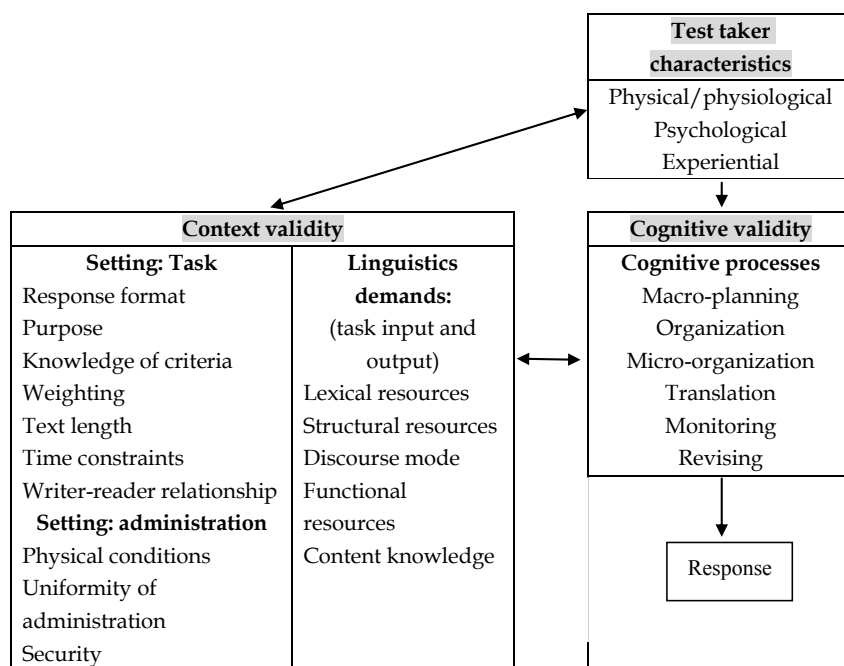 Test taker
characteristics
Physical/physiological
Psychological
Experiential
Context validity
Setting: Task
Response format
Purpose
Knowledge of criteria
Weighting
Text length
Time constraints
Writer-reader relationship
Setting: administration
Physical conditions
Uniformity of
administration
Security
Linguistics
demands:
(task input and
output)
Lexical resources
Structural resources
Discourse mode
Functional
resources
Content knowledge
Cognitive validity
Cognitive processes
Macro-planning
Organization
Micro-organization
Translation
Monitoring
Revising
Response